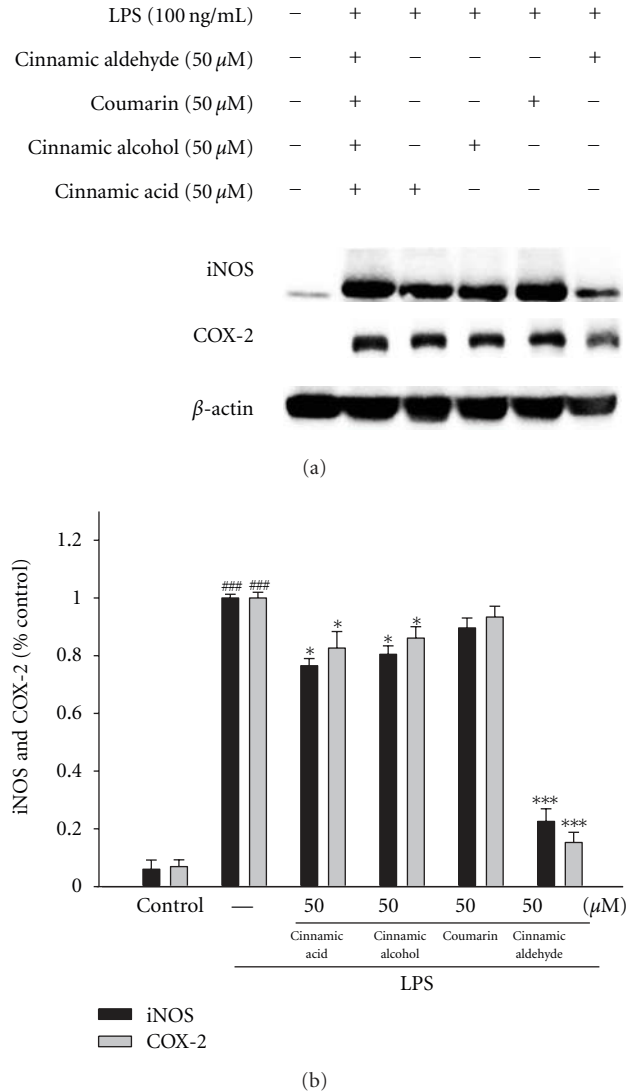 LPS (100 ng/mL) − + + + + +
Cinnamic aldehyde (50 μM) − + − − − +
Coumarin (50 μM) − + − − + −
Cinnamic alcohol (50 μM) − + − + − −
Cinnamic acid (50 μM) − + + − − −
iNOS
COX-2
β-actin
(a)
iNOS and COX-2 (% control)
1.2
1
0.8
0.6
0.4
0.2
0
### ###
* *
* *
*** ***
Control — 50 50 50 50 (μM)
Cinnamic acid
Cinnamic alcohol
Coumarin
Cinnamic aldehyde
LPS
iNOS
COX-2
(b)